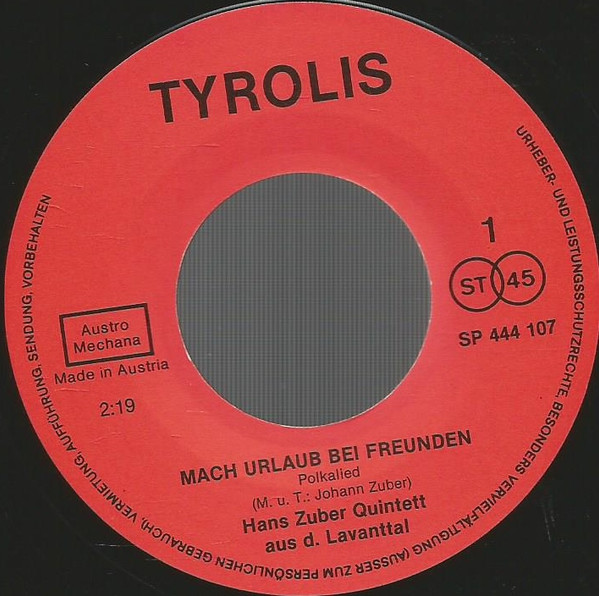 TYROLIS
URHEBER- UND LEISTUNGSSCHUTZRECHTE, BESONDERS VERVIELFÄLTIGUNG (AUSSER ZUM PERSÖNLICHEN GEBRAUCH), VERMIETUNG, AUFFÜHRUNG, SENDUNG, VORBEHALTEN
1
ST 45
SP 444 107
Austro
Mechana
Made in Austria
2:19
MACH URLAUB BEI FREUNDEN
Polkalied
(M. u. T.: Johann Zuber)
Hans Zuber Quintett
aus d. Lavanttal